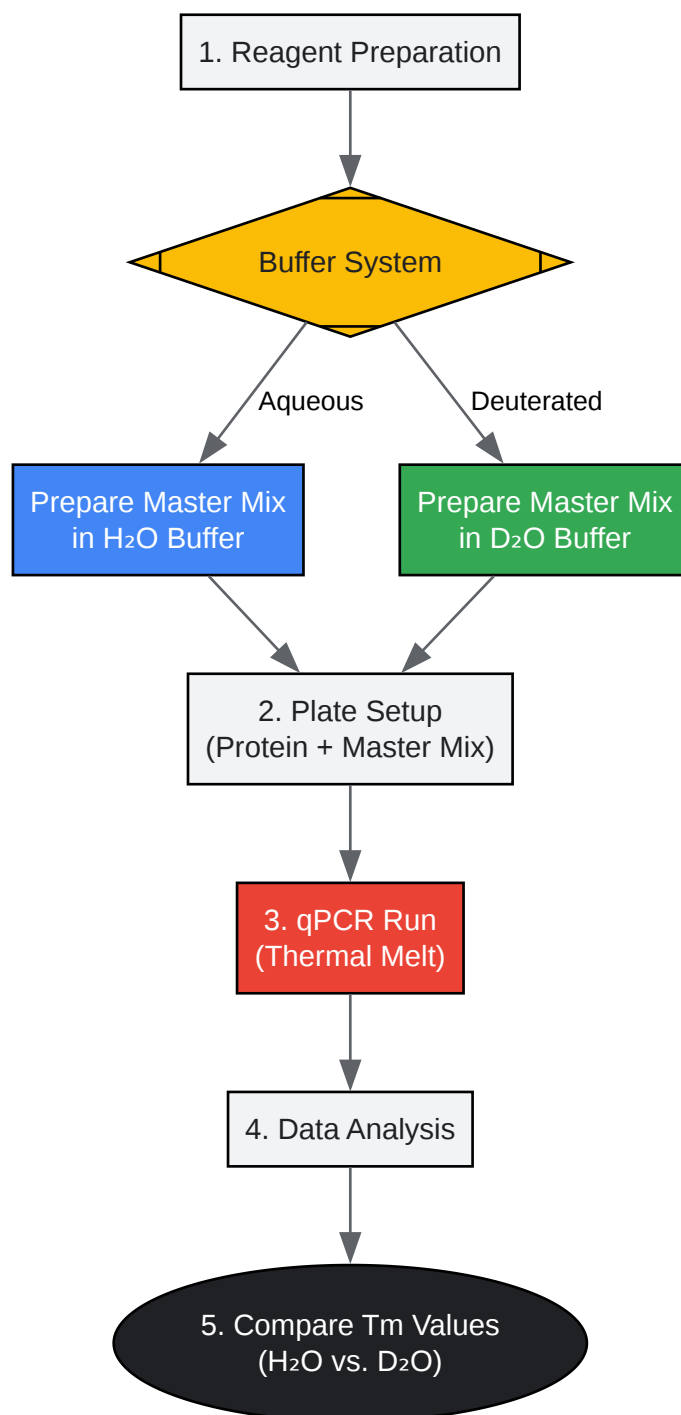 1. Reagent Preparation
Buffer System
Aqueous
Deuterated
Prepare Master Mix
in H₂O Buffer
Prepare Master Mix
in D₂O Buffer
2. Plate Setup
(Protein + Master Mix)
3. qPCR Run
(Thermal Melt)
4. Data Analysis
5. Compare Tm Values
(H₂O vs. D₂O)